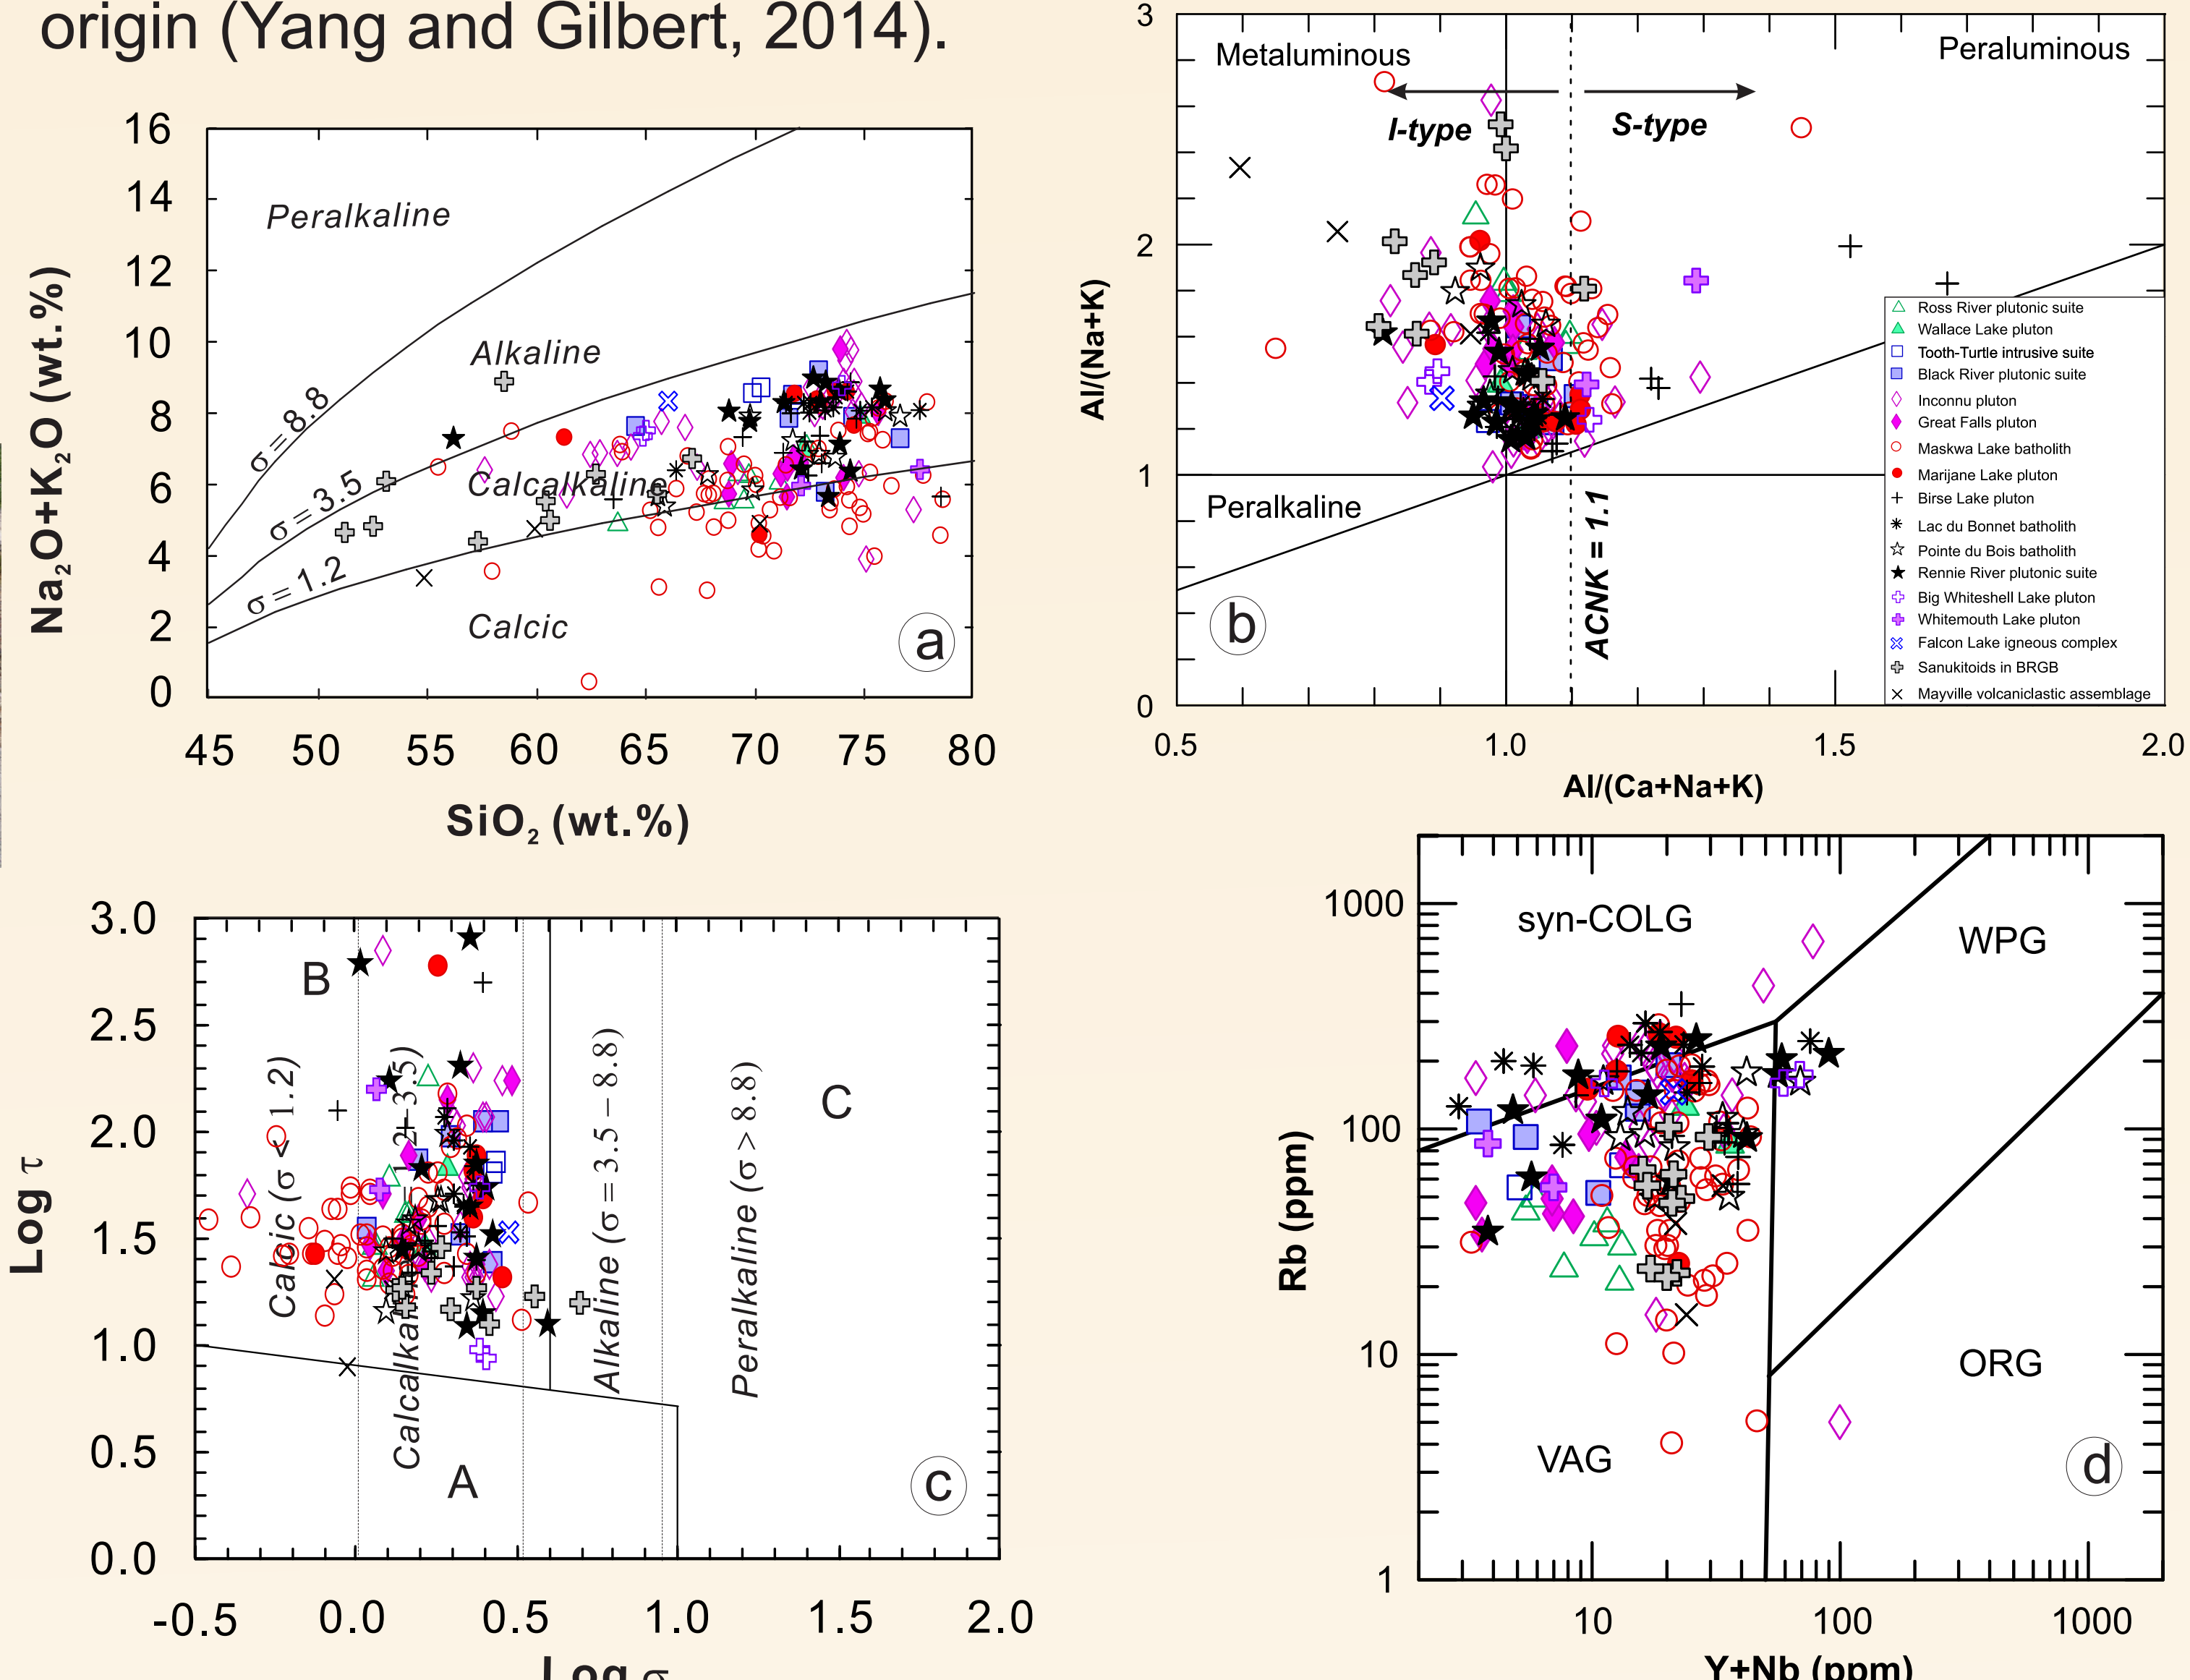 origin (Yang and Gilbert, 2014).
16
14
12
10
8
6
4
2
0
Na₂O+K₂O (wt.%)
Peralkaline
Alkaline
Calcalkaline
Calcic
σ = 8.8
σ = 3.5
σ = 1.2
a
45 50 55 60 65 70 75 80
SiO₂ (wt.%)
3
2
1
0
Al/(Na+K)
Metaluminous
Peraluminous
I-type
S-type
Peralkaline
ACNK = 1.1
b
Ross River plutonic suite
Wallace Lake pluton
Tooth-Turtle intrusive suite
Black River plutonic suite
Inconnu pluton
Great Falls pluton
Maskwa Lake batholith
Marijane Lake pluton
Birse Lake pluton
Lac du Bonnet batholith
Pointe du Bois batholith
Rennie River plutonic suite
Big Whiteshell Lake pluton
Whitemouth Lake pluton
Falcon Lake igneous complex
Sanukitoids in BRGB
Mayville volcaniclastic assemblage
0.5 1.0 1.5 2.0
Al/(Ca+Na+K)
3.0
2.5
2.0
1.5
1.0
0.5
0.0
Log τ
B
C
A
Calcic (σ < 1.2)
Calcalkaline
3.5)
Alkaline (σ = 3.5 – 8.8)
Peralkaline (σ > 8.8)
c
-0.5 0.0 0.5 1.0 1.5 2.0
Log σ
1000
100
10
1
Rb (ppm)
syn-COLG
WPG
ORG
VAG
d
10 100 1000
Y+Nb (ppm)